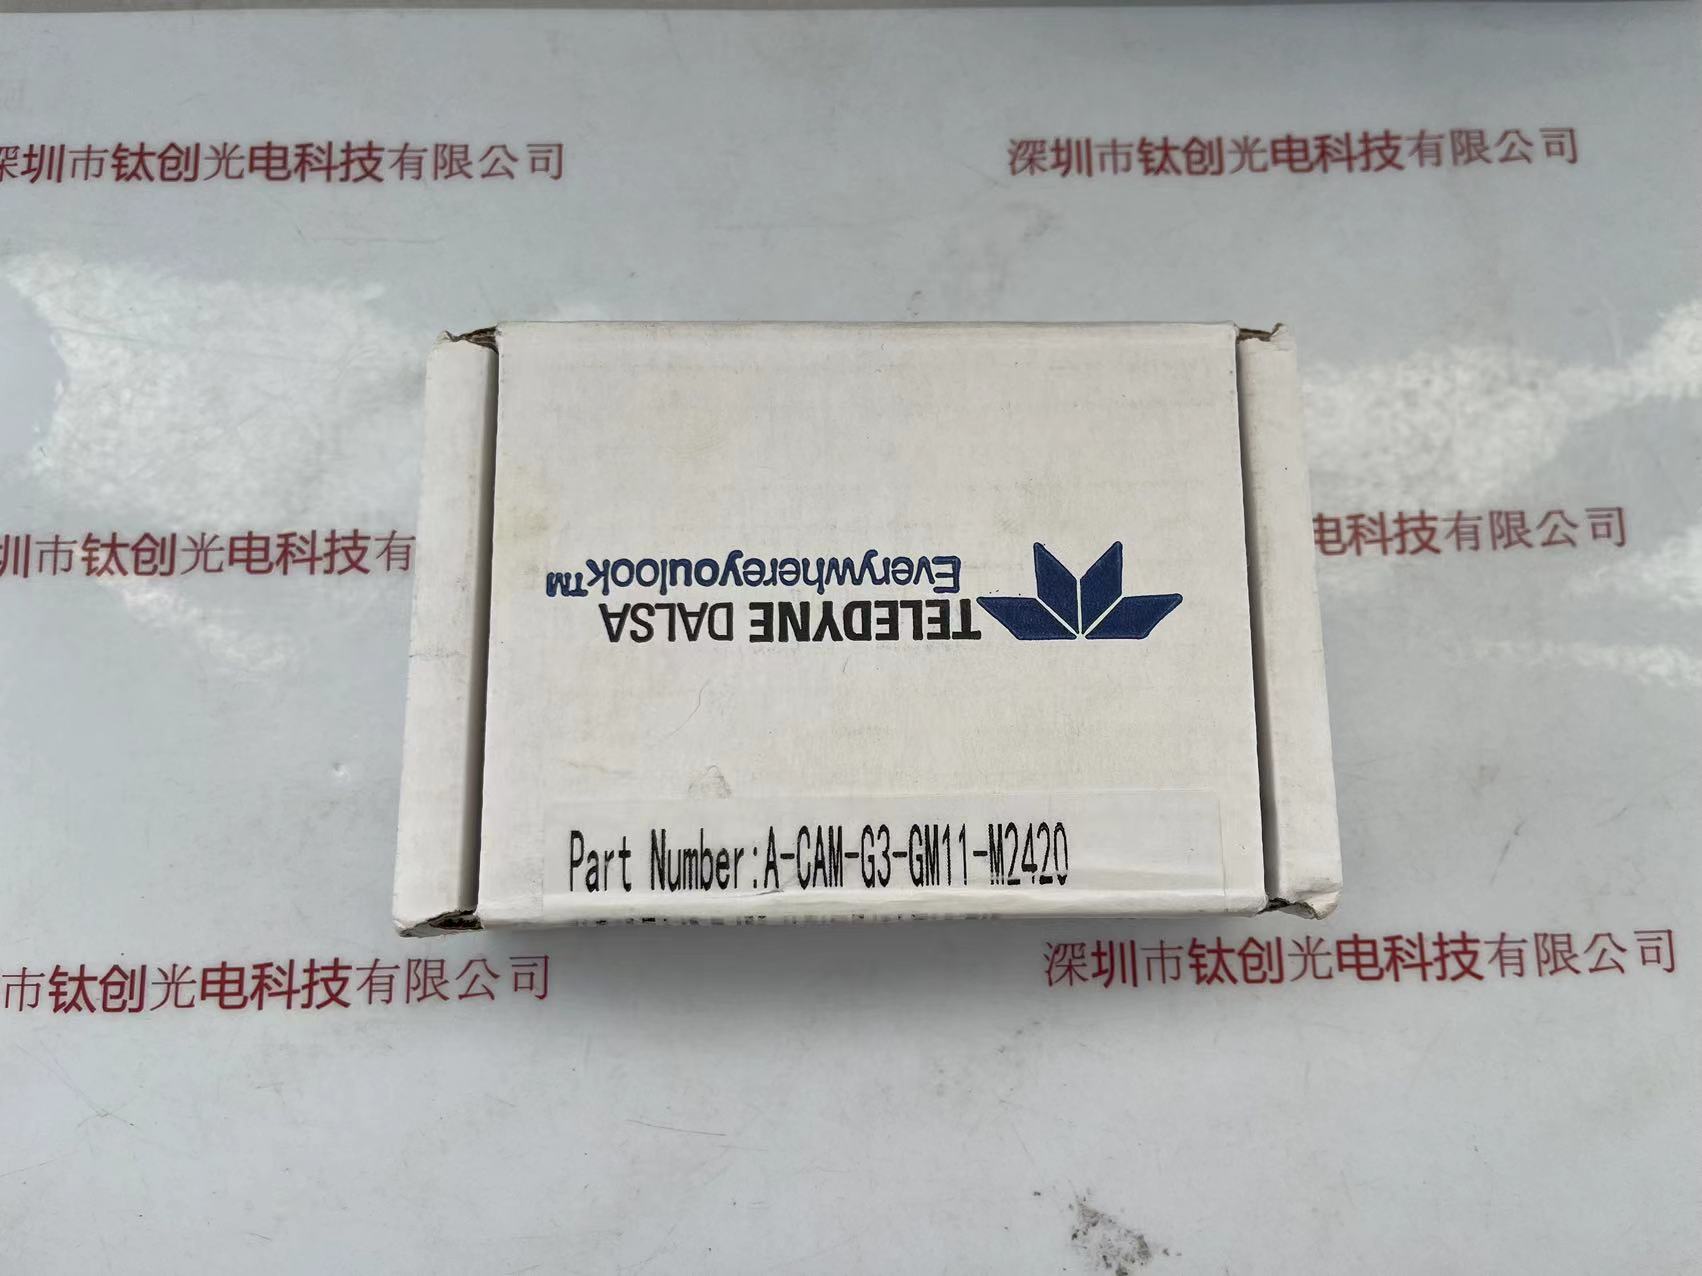 深圳市钛创光电科技有限公司
深圳市钛创光电科技有限公司
圳市钛创光电科技有
电科技有限公司
TELEDYNE DALSA
Everywhereyoulook™
Part Number:A-CAM-G3-GM11-M2420
市钛创光电科技有限公司
深圳市钛创光电科技有限公司